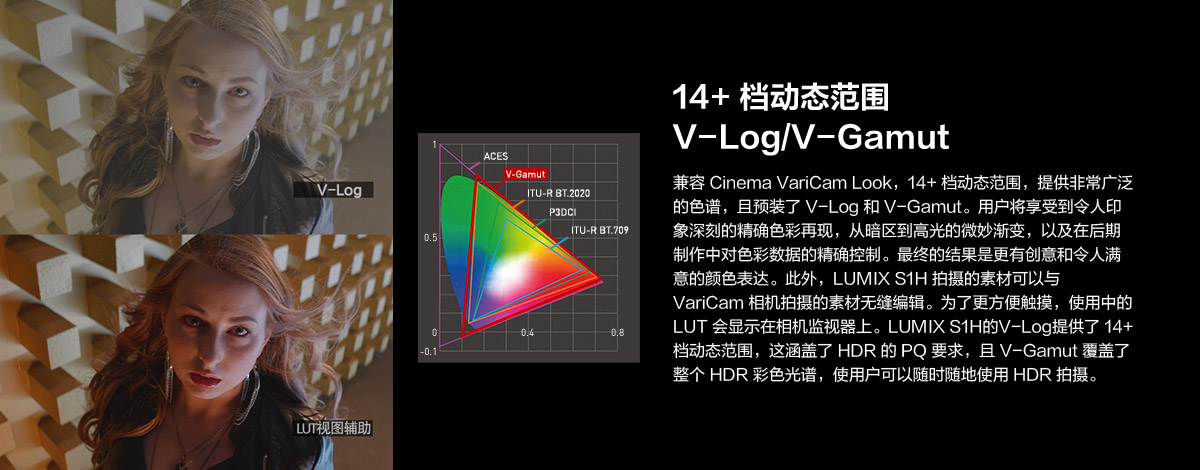 V-Log
LUT视图辅助
1
ACES
V-Gamut
ITU-R BT.2020
P3DCI
ITU-R BT.709
0.5
0
0.4
0.8
-0.1
14+ 档动态范围
V-Log/V-Gamut
兼容 Cinema VariCam Look，14+ 档动态范围，提供非常广泛
的色谱，且预装了 V-Log 和 V-Gamut。用户将享受到令人印
象深刻的精确色彩再现，从暗区到高光的微妙渐变，以及在后期
制作中对色彩数据的精确控制。最终的结果是更有创意和令人满
意的颜色表达。此外，LUMIX S1H 拍摄的素材可以与
VariCam 相机拍摄的素材无缝编辑。为了更方便触摸，使用中的
LUT 会显示在相机监视器上。LUMIX S1H的V-Log提供了 14+
档动态范围，这涵盖了 HDR 的 PQ 要求，且 V-Gamut 覆盖了
整个 HDR 彩色光谱，使用户可以随时随地使用 HDR 拍摄。